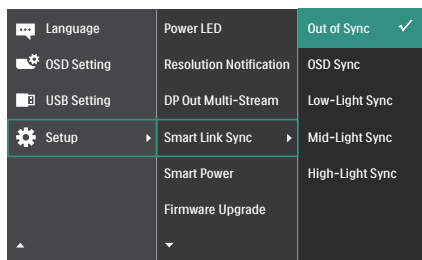 Language
OSD Setting
USB Setting
Setup
Power LED
Resolution Notification
DP Out Multi-Stream
Smart Link Sync
Smart Power
Firmware Upgrade
Out of Sync
OSD Sync
Low-Light Sync
Mid-Light Sync
High-Light Sync